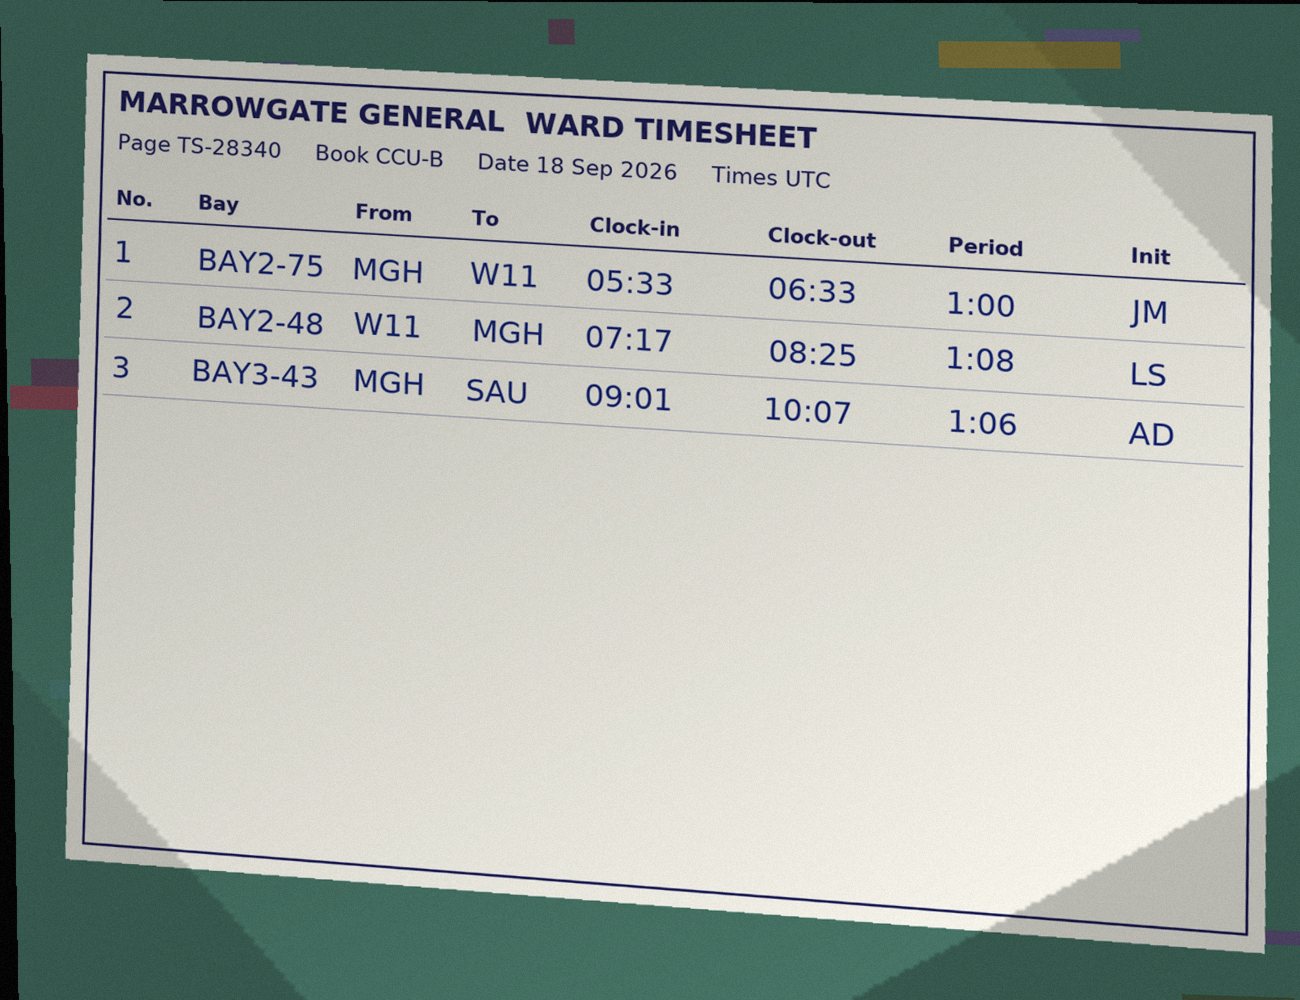 MARROWGATE GENERAL WARD TIMESHEET
Page TS-28340 Book CCU-B Date 18 Sep 2026 Times UTC
No. Bay From To Clock-in Clock-out Period Init
1 BAY2-75 MGH W11 05:33 06:33 1:00 JM
2 BAY2-48 W11 MGH 07:17 08:25 1:08 LS
3 BAY3-43 MGH SAU 09:01 10:07 1:06 AD